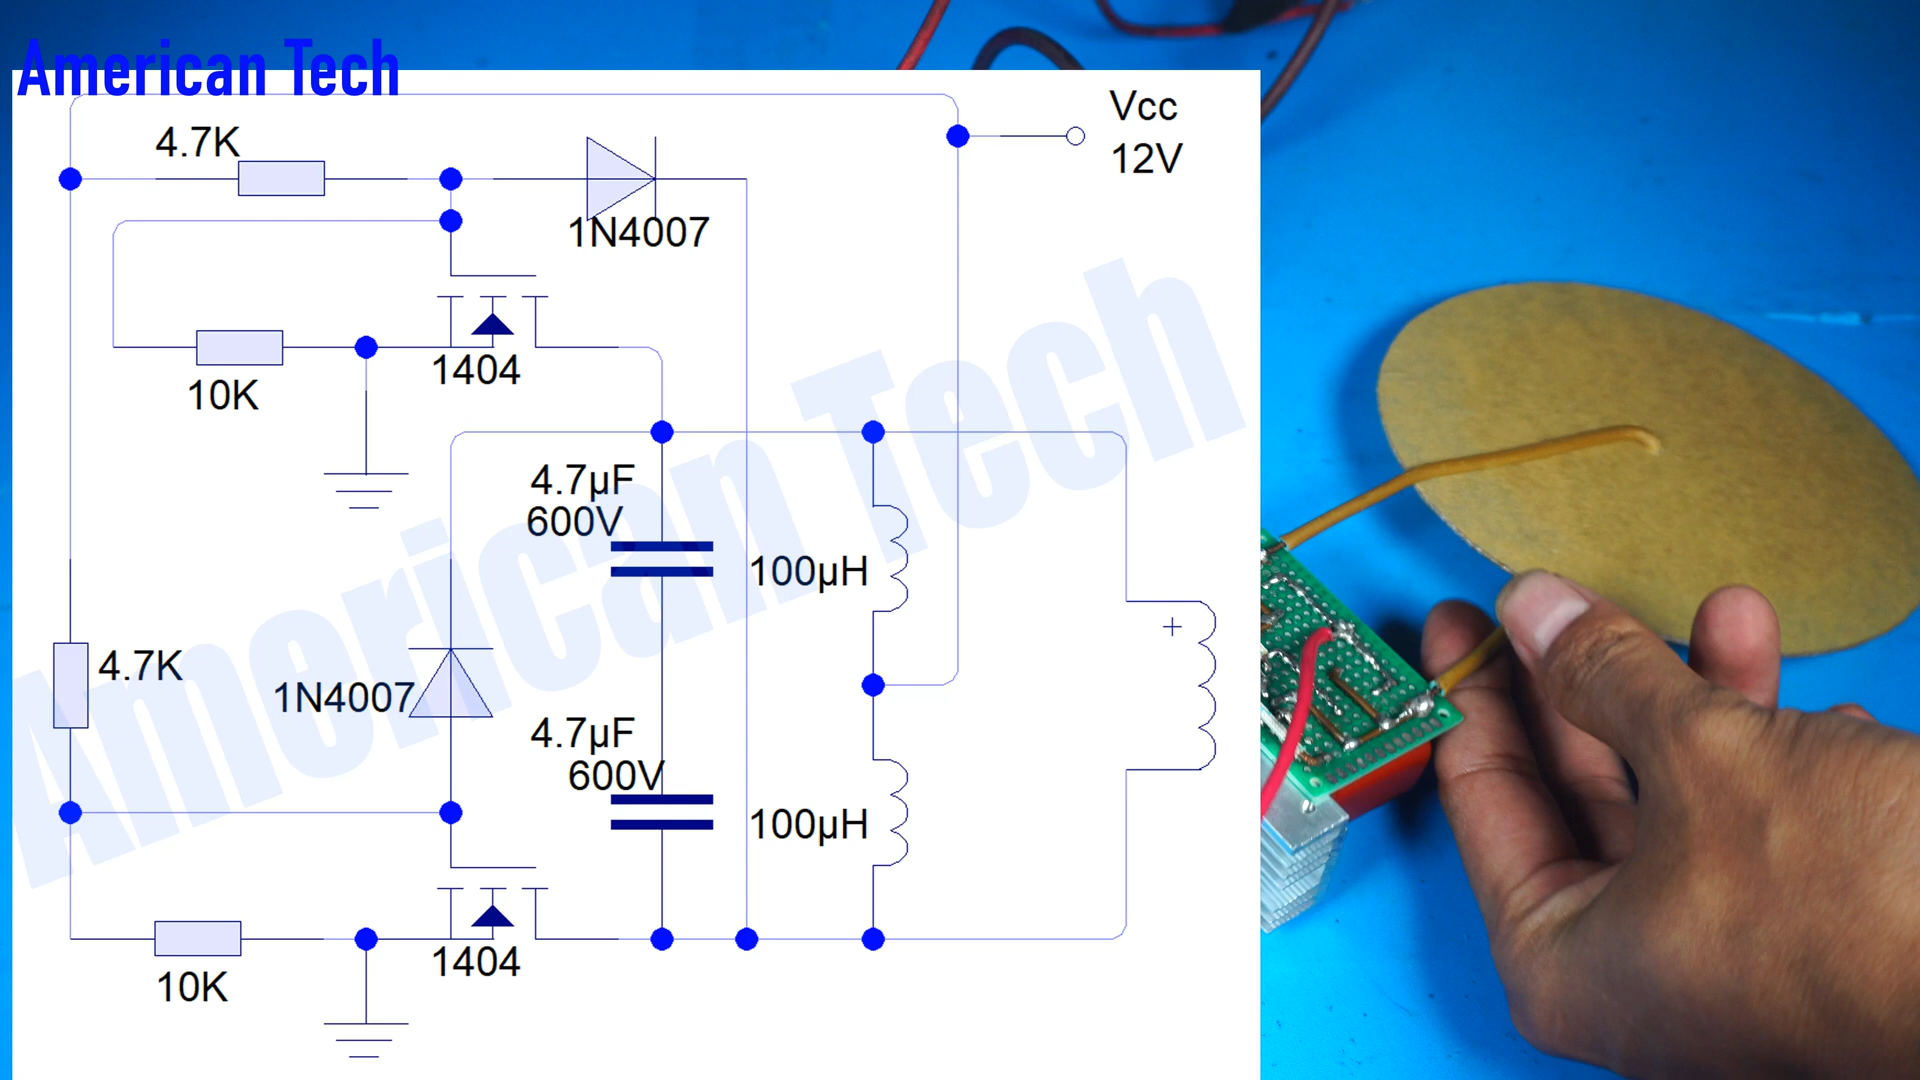 American Tech
Vcc
12V
4.7K
1N4007
10K
1404
4.7µF
600V
100µH
+
4.7K
1N4007
4.7µF
600V
100µH
10K
1404
American Tech